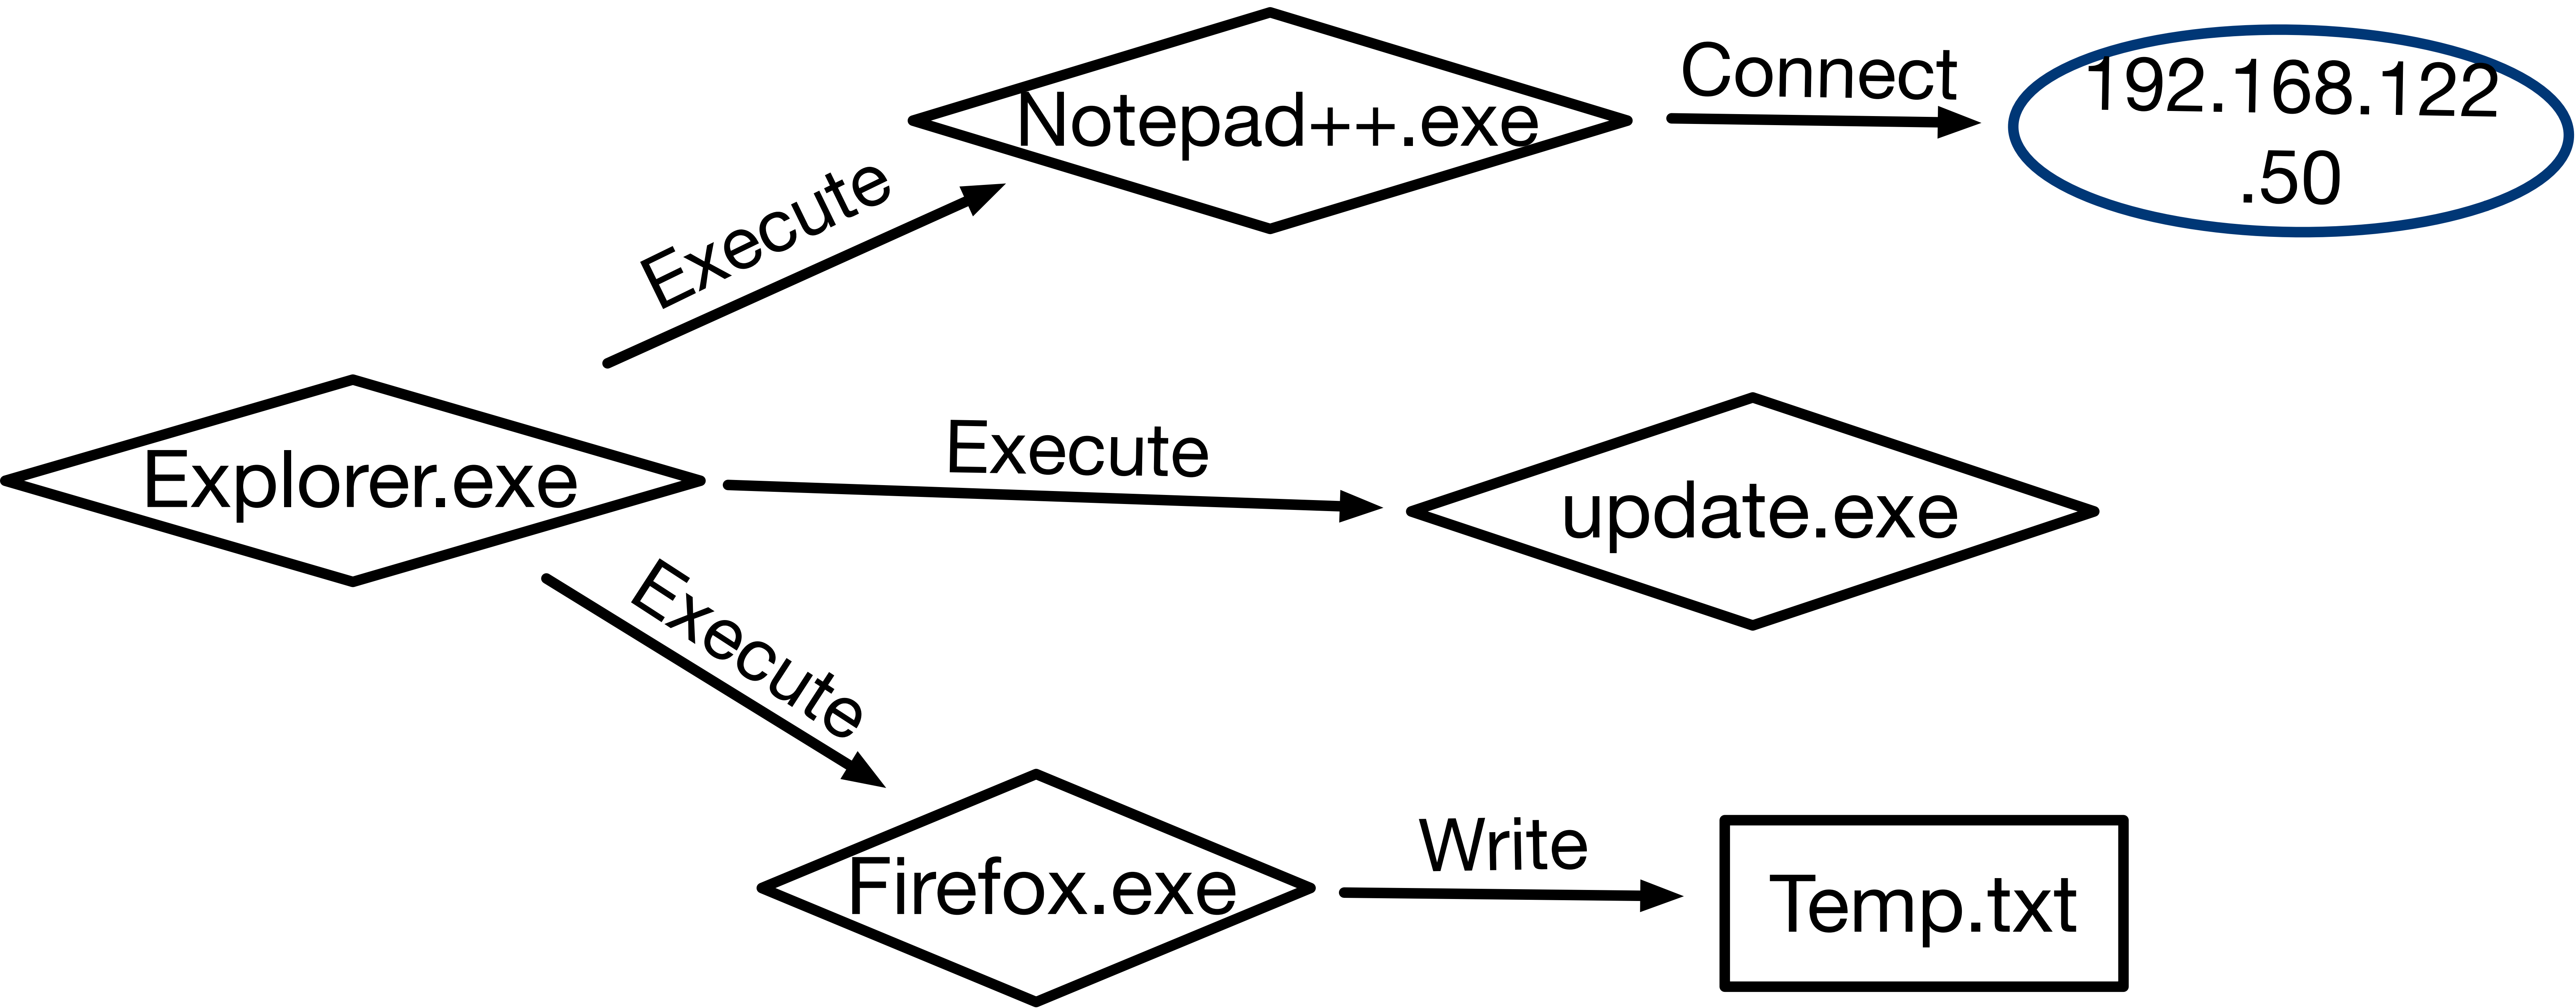 Notepad++.exe
Connect
192.168.122
.50
Execute
Explorer.exe
Execute
update.exe
Execute
Firefox.exe
Write
Temp.txt